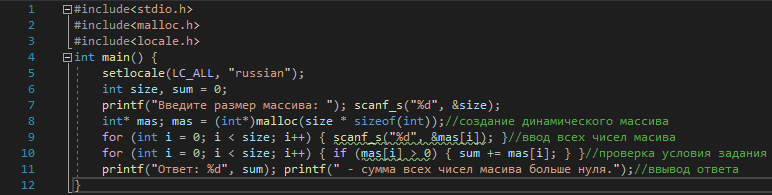 1 #include<stdio.h>
2 #include<malloc.h>
3 #include<locale.h>
4 int main() {
5 setlocale(LC_ALL, "russian");
6 int size, sum = 0;
7 printf("Введите размер массива: "); scanf_s("%d", &size);
8 int* mas; mas = (int*)malloc(size * sizeof(int));//создание динамического массива
9 for (int i = 0; i < size; i++) { scanf_s("%d", &mas[i]); }//ввод всех чисел масива
10 for (int i = 0; i < size; i++) { if (mas[i] > 0) { sum += mas[i]; } }//проверка условия задания
11 printf("Ответ: %d", sum); printf(" - сумма всех чисел масива больше нуля.");//ввывод ответа
12 }